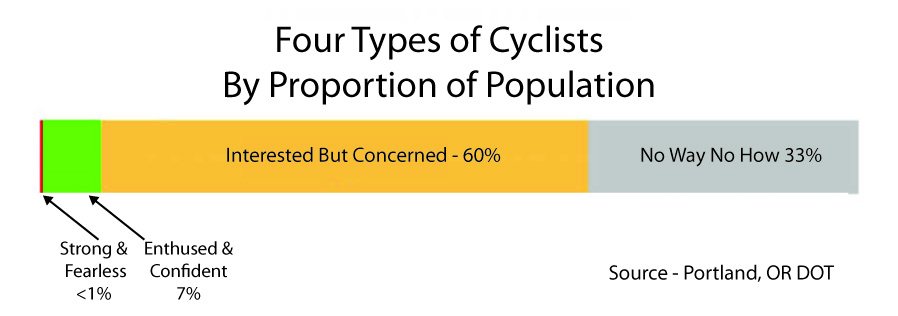 Four Types of Cyclists
By Proportion of Population
Interested But Concerned - 60%
No Way No How 33%
Strong &
Fearless
<1%
Enthused &
Confident
7%
Source - Portland, OR DOT